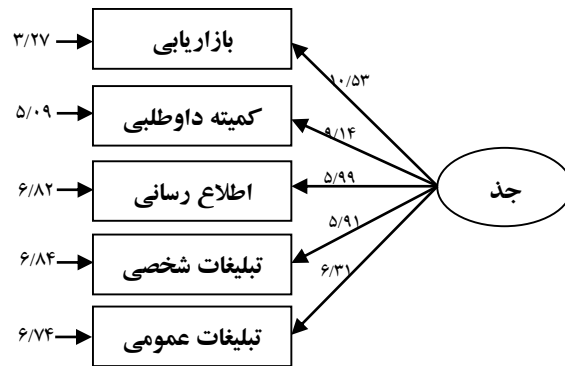 ۳/۲۷
بازاریابی
۱۰/۵۳
۵/۰۹
کمیته داوطلبی
۹/۱۴
۶/۸۲
اطلاع رسانی
۵/۹۹
جذ
۶/۸۴
تبلیغات شخصی
۵/۹۱
۶/۷۴
تبلیغات عمومی
۶/۳۱